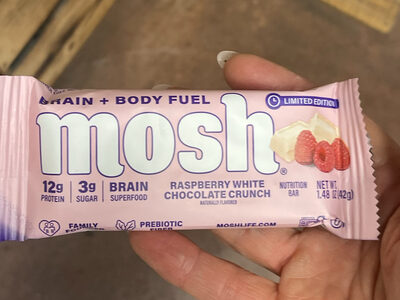 BRAIN + BODY FUEL
LIMITED EDITION
mosh®
12g PROTEIN
3g SUGAR
BRAIN SUPERFOOD
RASPBERRY WHITE
CHOCOLATE CRUNCH
NATURALLY FLAVORED
NUTRITION
BAR
NET WT.
1.48 OZ (42g)
FAMILY
PREBIOTIC
FIBER
MOSHLIFE.COM